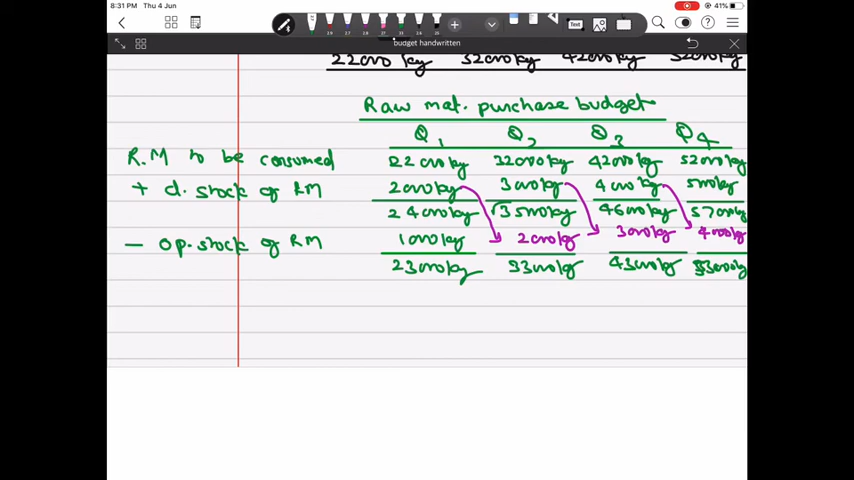 8:31 PM Thu 4 Jun
41%
Text
budget handwritten
22000 kg 32000 kg 42000 kg 52000 kg
Raw mat. purchase budget
Q1 Q2 Q3 Q4
R.M to be consumed 22000 kg 32000 kg 42000 kg 52000 kg
+ cl. stock of RM 2000 kg 3000 kg 4000 kg 5000 kg
24000 kg 35000 kg 46000 kg 57000 kg
- op. stock of RM 1000 kg 2000 kg 3000 kg 4000 kg
23000 kg 33000 kg 43000 kg 53000 kg